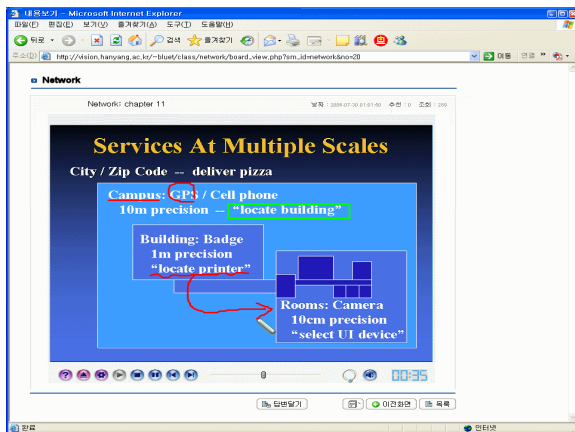 내용보기 - Microsoft Internet Explorer
파일(F) 편집(E) 보기(V) 즐겨찾기(A) 도구(T) 도움말(H)
뒤로 검색 즐겨찾기
주소(D) http://vision.hanyang.ac.kr/~bluet/class/network/board_view.php?sm_id=network&no=20 이동 연결 »
Network
Network: chapter 11
Services At Multiple Scales
City / Zip Code -- deliver pizza
Campus: GPS / Cell phone
10m precision -- “locate building”
Building: Badge
1m precision
“locate printer”
Rooms: Camera
10cm precision
“select UI device”
00:35
답변달기 이전화면 목록
완료 인터넷